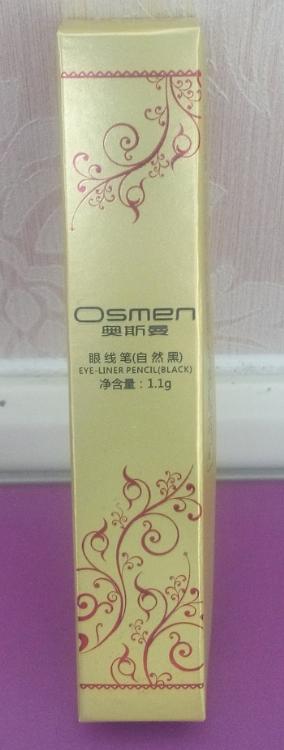 Osmen
奥斯曼
眼线笔(自然黑)
EYE-LINER PENCIL(BLACK)
净含量：1.1g